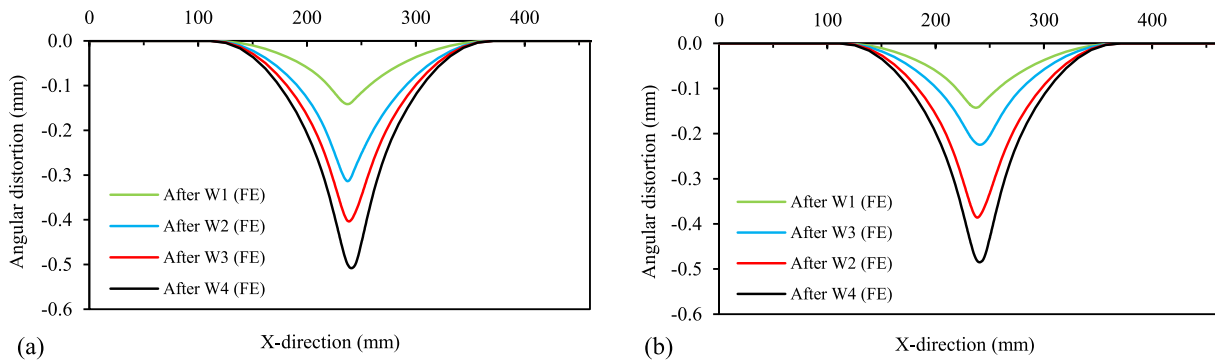 0 100 200 300 400
0.0
-0.1
-0.2
-0.3
-0.4
-0.5
-0.6
Angular distortion (mm)
After W1 (FE)
After W2 (FE)
After W3 (FE)
After W4 (FE)
X-direction (mm)
(a)
0 100 200 300 400
0.0
-0.1
-0.2
-0.3
-0.4
-0.5
-0.6
Angular distortion (mm)
After W1 (FE)
After W3 (FE)
After W2 (FE)
After W4 (FE)
X-direction (mm)
(b)